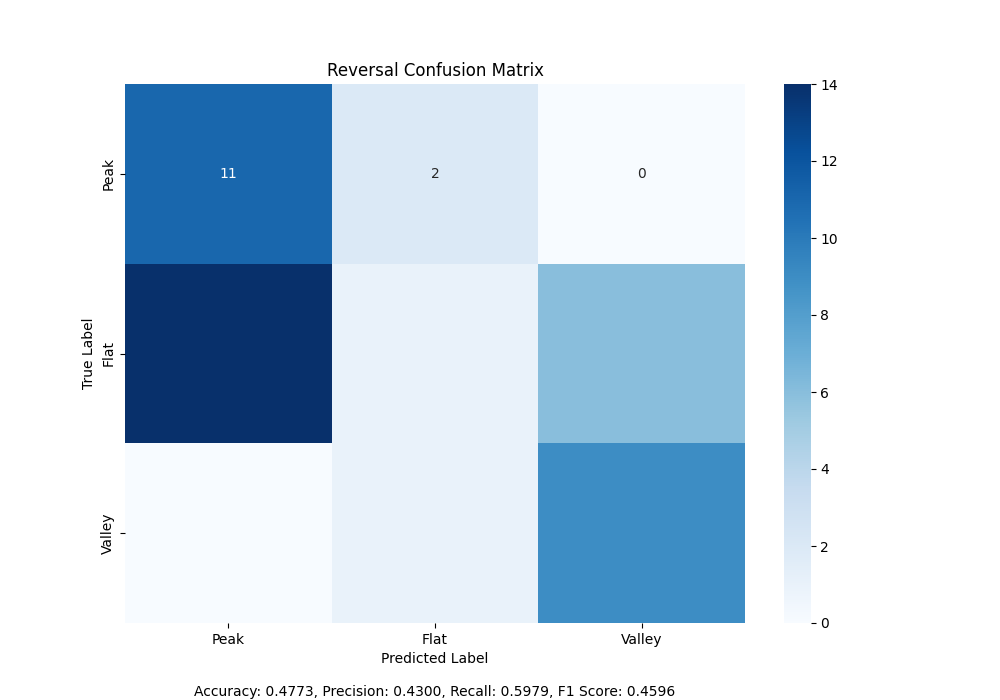 Reversal Confusion Matrix
True Label
Peak
Flat
Valley
11 2 0
Peak Flat Valley
Predicted Label
14
12
10
8
6
4
2
0
Accuracy: 0.4773, Precision: 0.4300, Recall: 0.5979, F1 Score: 0.4596